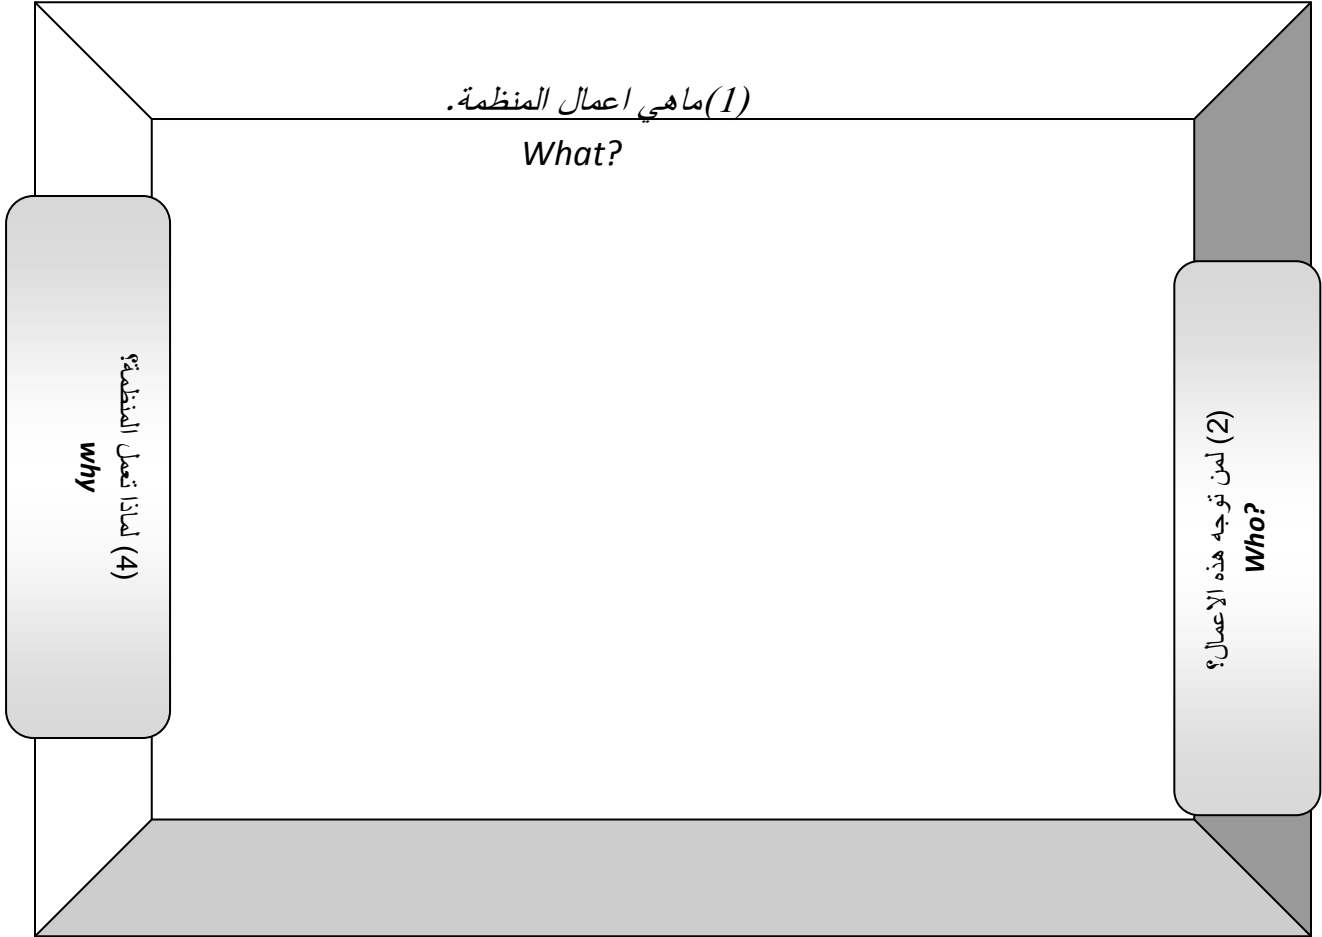 (1)ماهي اعمال المنظمة.
What?
(2) لمن توجه هذه الاعمال؟
Who?
(4) لماذا تعمل المنظمة؟
why